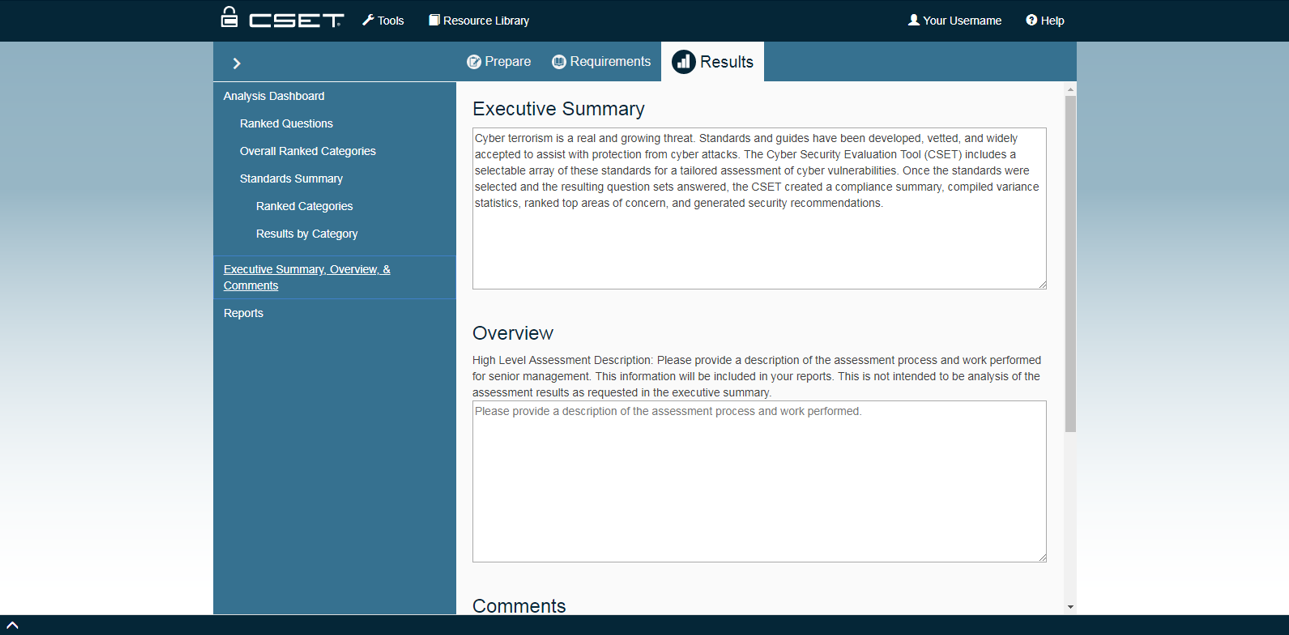 CSET Tools Resource Library Your Username Help
Prepare Requirements Results
Analysis Dashboard
Ranked Questions
Overall Ranked Categories
Standards Summary
Ranked Categories
Results by Category
Executive Summary, Overview, &
Comments
Reports
Executive Summary
Cyber terrorism is a real and growing threat. Standards and guides have been developed, vetted, and widely
accepted to assist with protection from cyber attacks. The Cyber Security Evaluation Tool (CSET) includes a
selectable array of these standards for a tailored assessment of cyber vulnerabilities. Once the standards were
selected and the resulting question sets answered, the CSET created a compliance summary, compiled variance
statistics, ranked top areas of concern, and generated security recommendations.
Overview
High Level Assessment Description: Please provide a description of the assessment process and work performed
for senior management. This information will be included in your reports. This is not intended to be analysis of the
assessment results as requested in the executive summary.
Please provide a description of the assessment process and work performed.
Comments